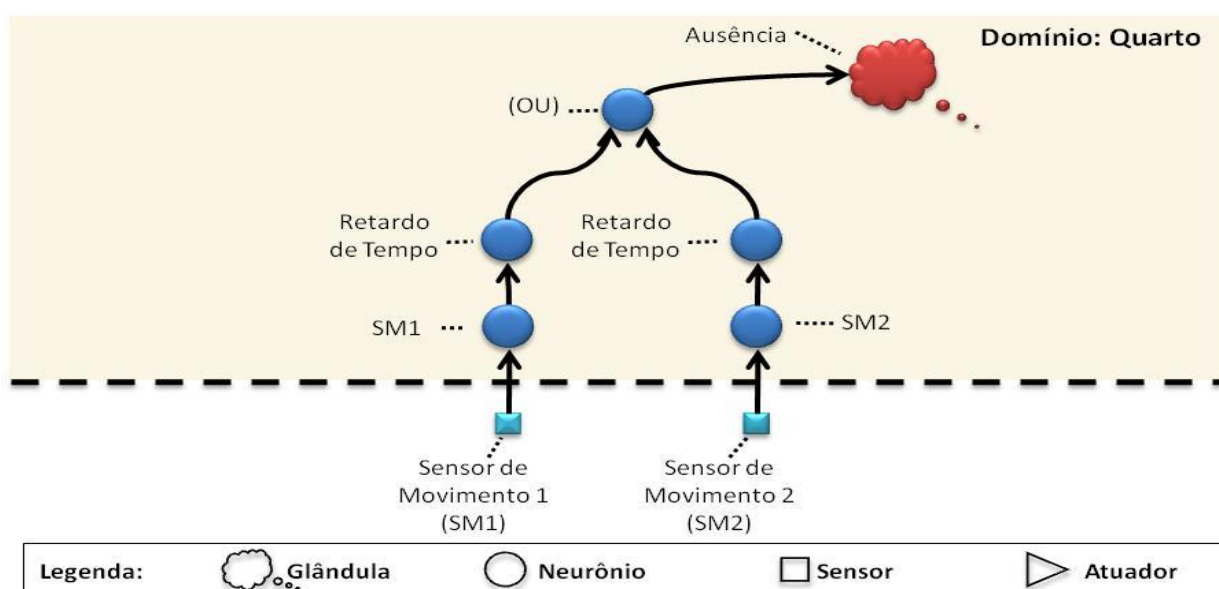 Ausência
Domínio: Quarto
(OU)
Retardo
de Tempo
Retardo
de Tempo
SM1
SM2
Sensor de
Movimento 1
(SM1)
Sensor de
Movimento 2
(SM2)
Legenda:
Glândula
Neurônio
Sensor
Atuador